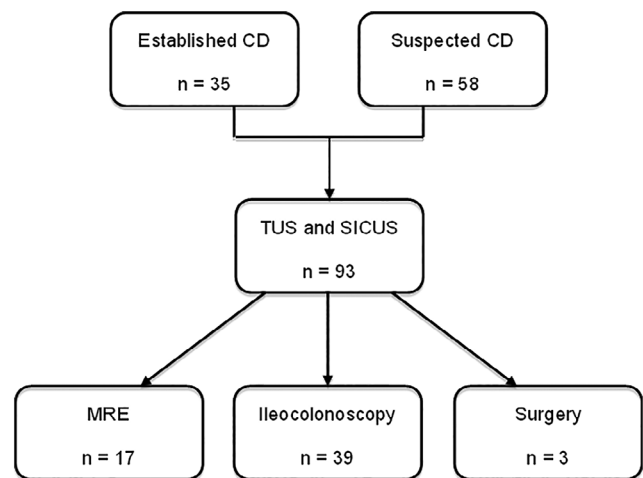 Established CD
n = 35
Suspected CD
n = 58
TUS and SICUS
n = 93
MRE
n = 17
Ileocolonoscopy
n = 39
Surgery
n = 3